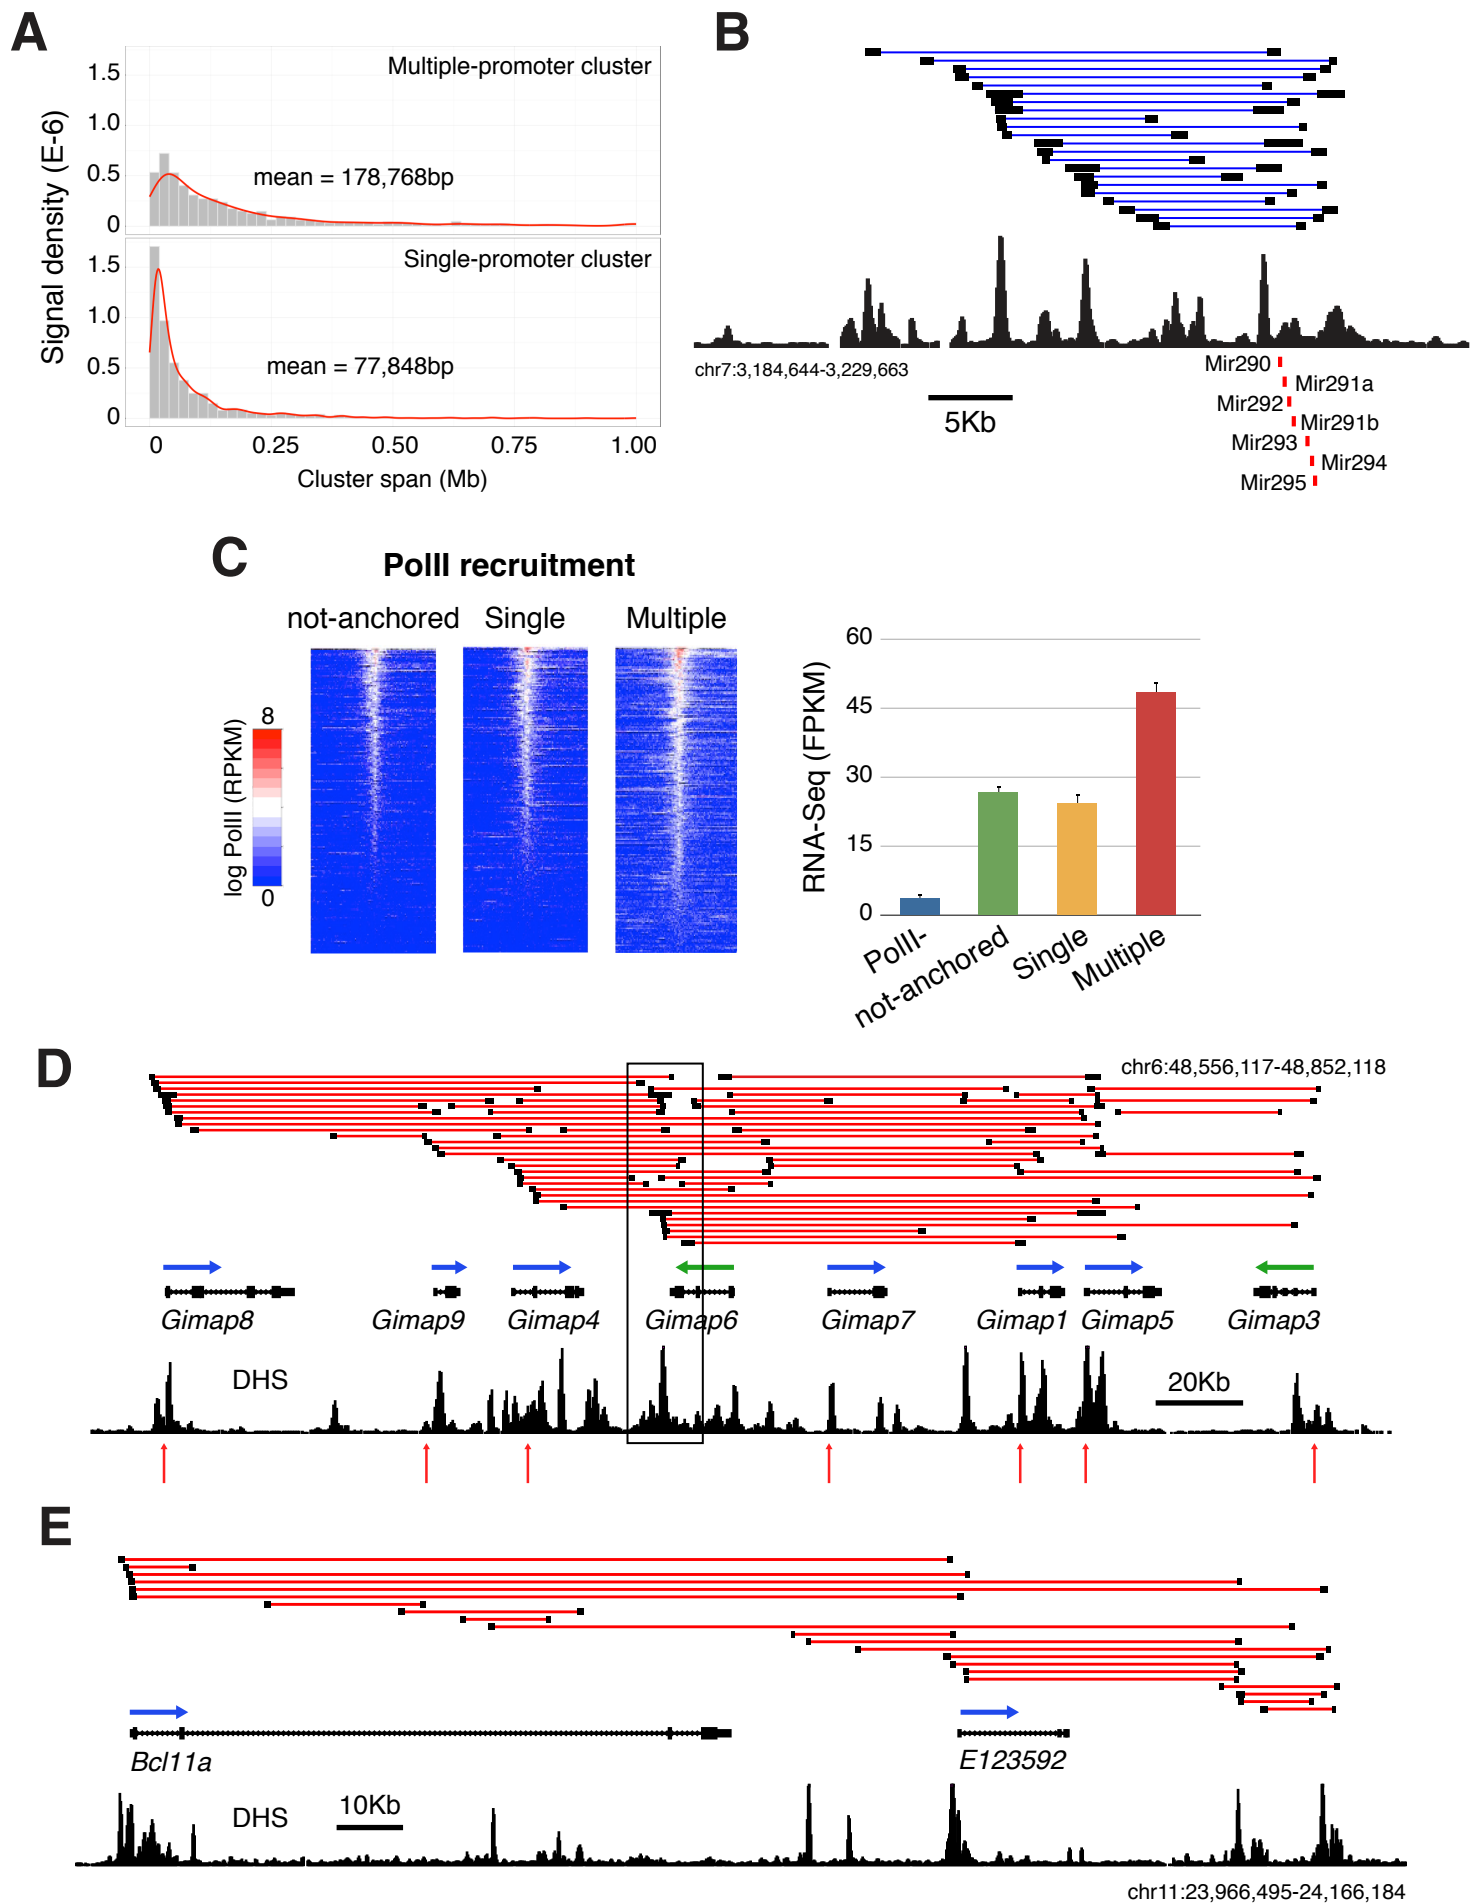 A
Signal density (E-6)
Multiple-promoter cluster
1.5
1.0
0.5
0
mean = 178,768bp
Single-promoter cluster
1.5
1.0
0.5
0
mean = 77,848bp
0 0.25 0.50 0.75 1.00
Cluster span (Mb)
B
chr7:3,184,644-3,229,663
5Kb
Mir290
Mir291a
Mir292
Mir291b
Mir293
Mir294
Mir295
C
PolII recruitment
not-anchored Single Multiple
log PolII (RPKM)
8
0
RNA-Seq (FPKM)
60
45
30
15
0
PolII-
not-anchored
Single
Multiple
D
chr6:48,556,117-48,852,118
Gimap8 Gimap9 Gimap4 Gimap6 Gimap7 Gimap1 Gimap5 Gimap3
DHS
20Kb
E
Bcl11a
E123592
DHS
10Kb
chr11:23,966,495-24,166,184